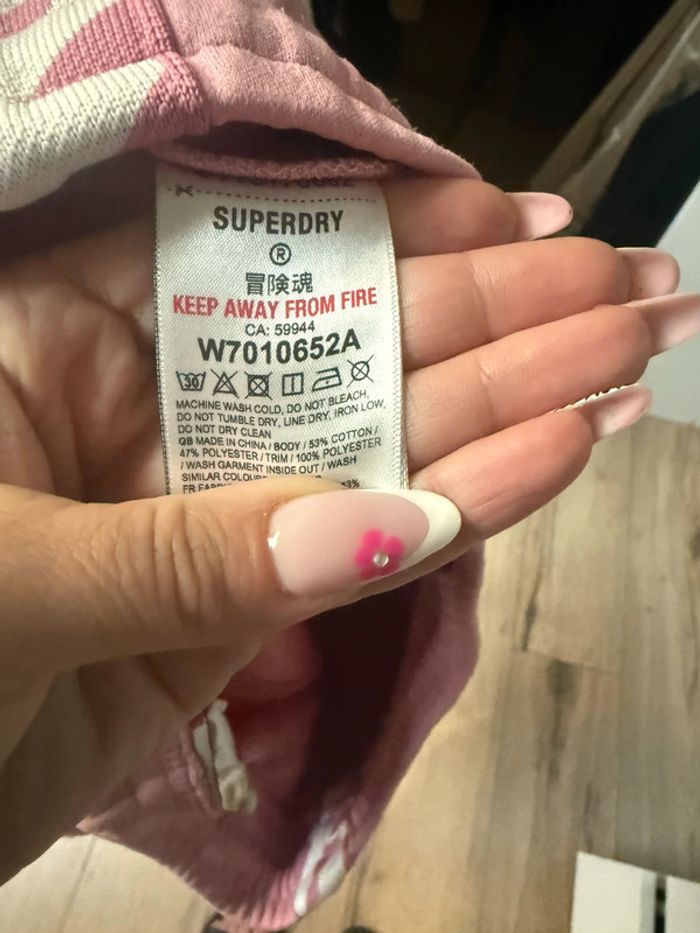 SUPERDRY
®
冒険魂
KEEP AWAY FROM FIRE
CA: 59944
W7010652A
30
MACHINE WASH COLD, DO NOT BLEACH,
DO NOT TUMBLE DRY, LINE DRY, IRON LOW,
DO NOT DRY CLEAN
GB MADE IN CHINA / BODY / 53% COTTON /
47% POLYESTER / TRIM / 100% POLYESTER
/ WASH GARMENT INSIDE OUT / WASH
SIMILAR
FR